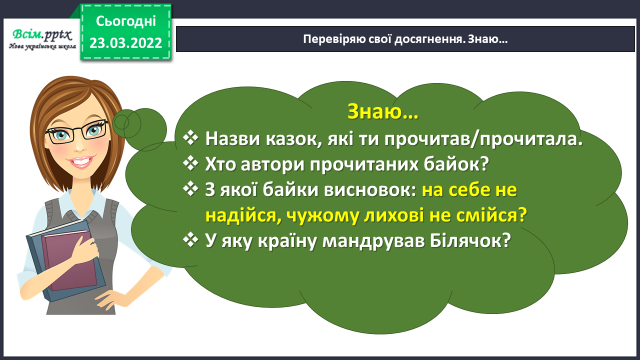 Всім.pptx
Нова українська школа
Сьогодні
23.03.2022
Перевіряю свої досягнення. Знаю...
Знаю...
❖ Назви казок, які ти прочитав/прочитала.
❖ Хто автори прочитаних байок?
❖ З якої байки висновок: на себе не
надійся, чужому лихові не смійся?
❖ У яку країну мандрував Білячок?